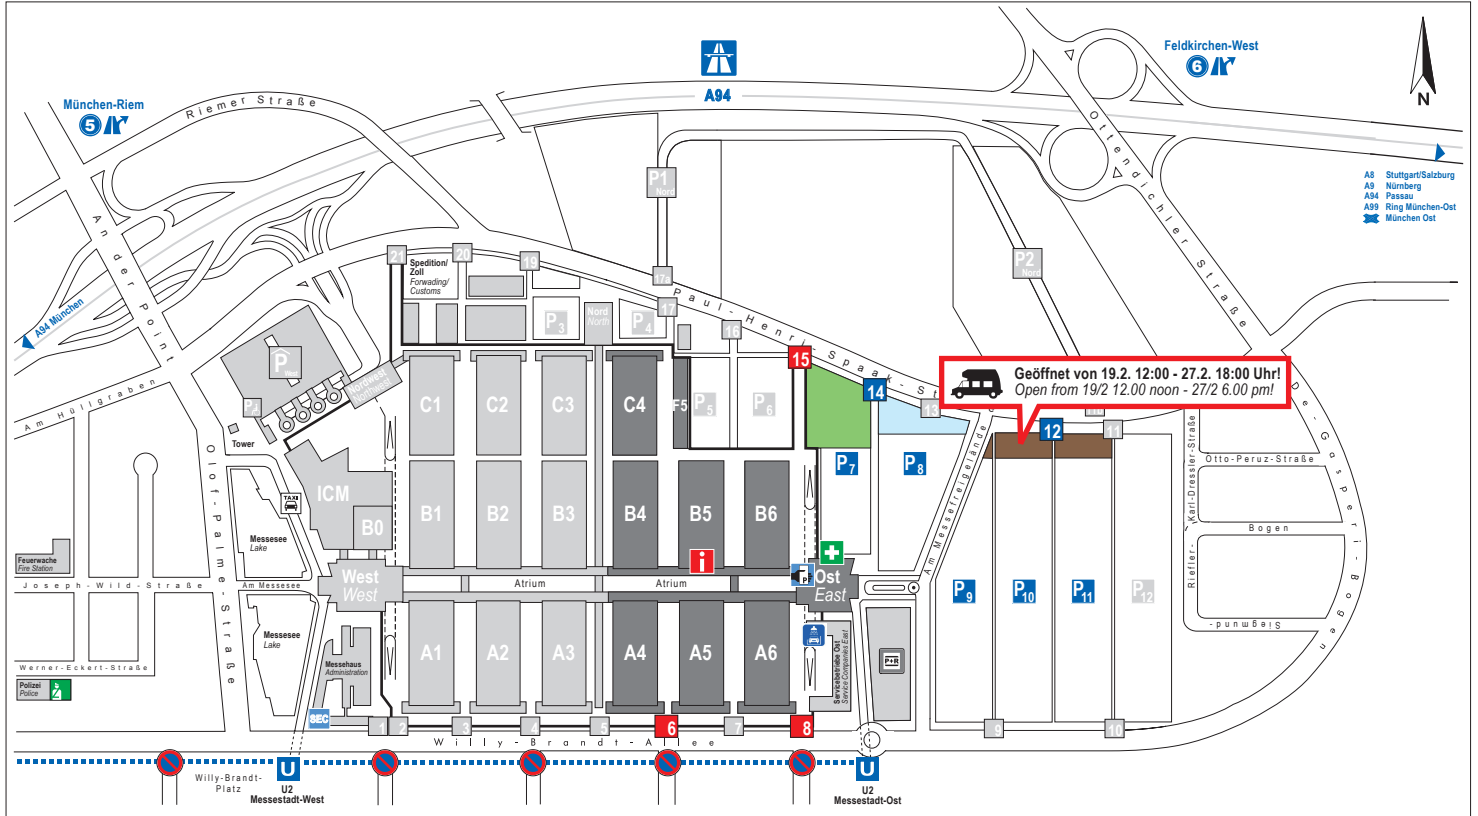 Feldkirchen-West
6
A94
N
München-Riem
5
Riemer Straße
Ottendichler Straße
A8 Stuttgart/Salzburg
A9 Nürnberg
A94 Passau
A99 Ring München-Ost
München Ost
An der Point
P1
Nord
P2
Nord
21
20
19
17a
17
16
Spedition/
Zoll
Forwading/
Customs
A94 München
Paul-Henri-Spaak-St
P3
Nord
North
P4
15
14
13
Geöffnet von 19.2. 12:00 - 27.2. 18:00 Uhr!
Open from 19/2 12.00 noon - 27/2 6.00 pm!
12
11
De-Gasperi-Bogen
P
West
Nordwest
Northwest
Am Hüllgraben
Tower
C1
C2
C3
C4
F5
P5
P6
P7
P8
Otto-Peruz-Straße
Karl-Dressler-Straße
Riefler-
Bogen
Olof-Palme-Straße
TAXI
ICM
B0
B1
B2
B3
B4
B5
B6
Messesee
Lake
Am Messefreigelände
Feuerwache
Fire Station
Joseph-Wild-Straße
Am Messesee
West
West
Atrium
Atrium
i
P
Ost
East
P9
P10
P11
P12
Siegmund-
Messesee
Lake
Werner-Eckert-Straße
Polizei
Police
Messehaus
Administration
A1
A2
A3
A4
A5
A6
Servicebetriebe Ost
Service Companies East
P+R
SEC
1
2
3
4
5
6
7
8
9
10
Willy-Brandt-Allee
Willy-Brandt-
Platz
U
U2
Messestadt-West
U
U2
Messestadt-Ost